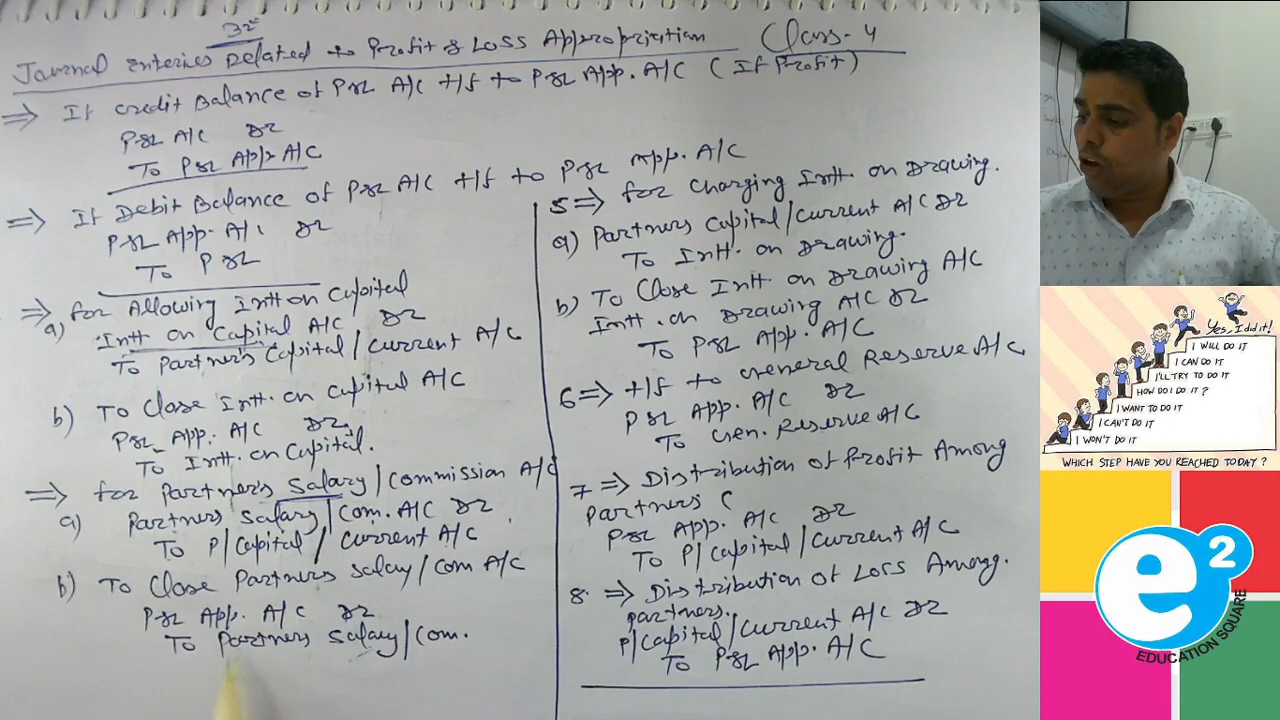 Journal enteries Related to Profit & Loss Appropriation Class-4
⇒ If credit Balance of P&L A/C +/f to P&L App. A/C (If Profit)
P&L A/C Dr
To P&L App. A/C
⇒ If Debit Balance of P&L A/C +/f to P&L App. A/C
P&L App. A/C Dr
To P&L
⇒ for Allowing Intt on Capital
a) Intt on Capital A/C Dr
To Partner's Capital/Current A/C
b) To Close Intt. on capital A/C
P&L App. A/C Dr.
To Intt. on Capital.
⇒ for Partners Salary/Commission A/C
a) Partners Salary/Com. A/C Dr
To P/Capital/Current A/C
b) To Close Partners Salary/Com A/C
P&L App. A/C Dr
To Partners Salary/Com.
5⇒ for Charging Intt. on Drawing.
a) Partners Capital/Current A/C Dr
To Intt. on Drawing.
b) To Close Intt. on Drawing A/C
Intt. on Drawing A/C Dr
To P&L App. A/C
6⇒ +/f to General Reserve A/C
P&L App. A/C Dr
To Gen. Reserve A/C
7⇒ Distribution of Profit Among
Partners (
P&L App. A/C Dr
To P/Capital/Current A/C
8. ⇒ Distribution of Loss Among.
partners.
P/Capital/Current A/C Dr
To P&L App. A/C
Yes, I did it!
I WILL DO IT
I CAN DO IT
I'LL TRY TO DO IT
HOW DO I DO IT?
I WANT TO DO IT
I CAN'T DO IT
I WON'T DO IT
WHICH STEP HAVE YOU REACHED TODAY?
e2
EDUCATION SQUARE